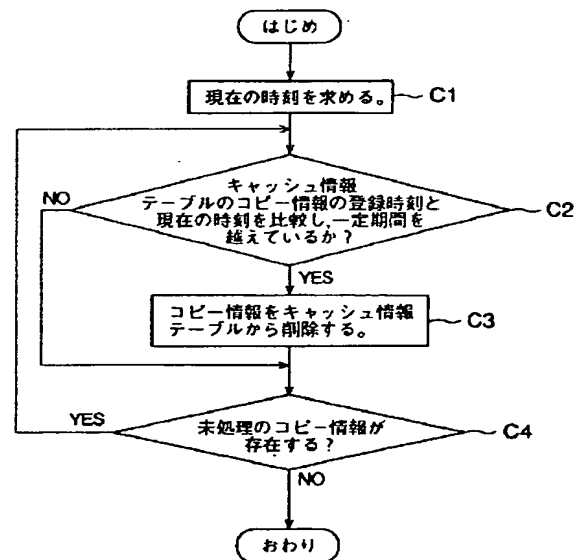 はじめ
現在の時刻を求める。
C1
キャッシュ情報
テーブルのコピー情報の登録時刻と
現在の時刻を比較し,一定期間を
越えているか?
NO
C2
YES
コピー情報をキャッシュ情報
テーブルから削除する。
C3
YES
未処理のコピー情報が
存在する?
C4
NO
おわり